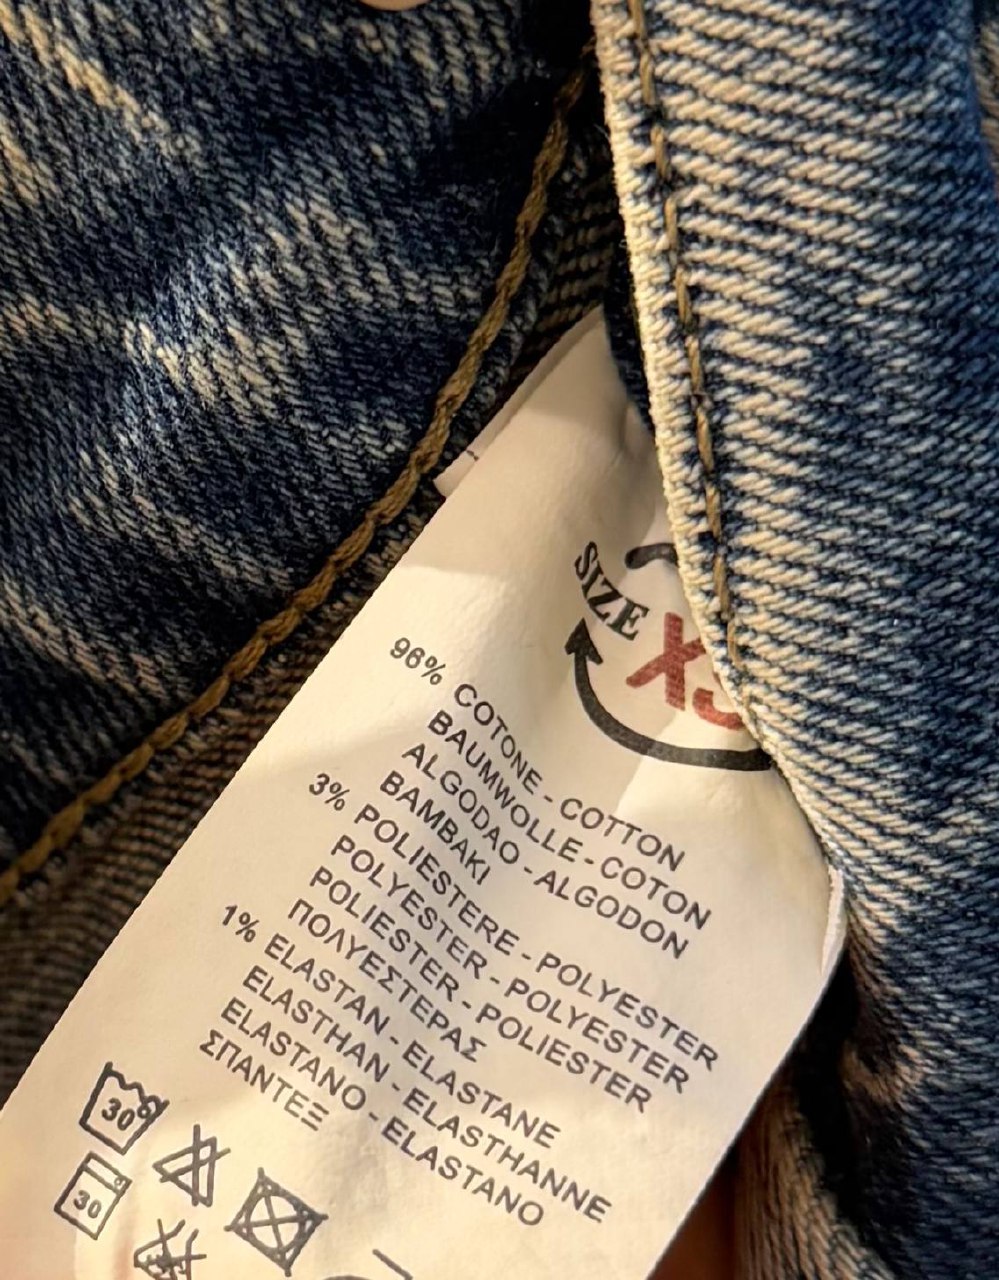 SIZE
XS
96% COTONE - COTTON
BAUMWOLLE - COTON
ALGODAO - ALGODON
BAMBAKI
3% POLIESTERE - POLYESTER
POLYESTER - POLYESTER
POLIESTER - POLIESTER
ΠΟΛΥΕΣΤΕΡΑΣ
1% ELASTAN - ELASTANE
ELASTHAN - ELASTHANNE
ELASTANO - ELASTANO
ΣΠΑΝΤΕΞ
30
30